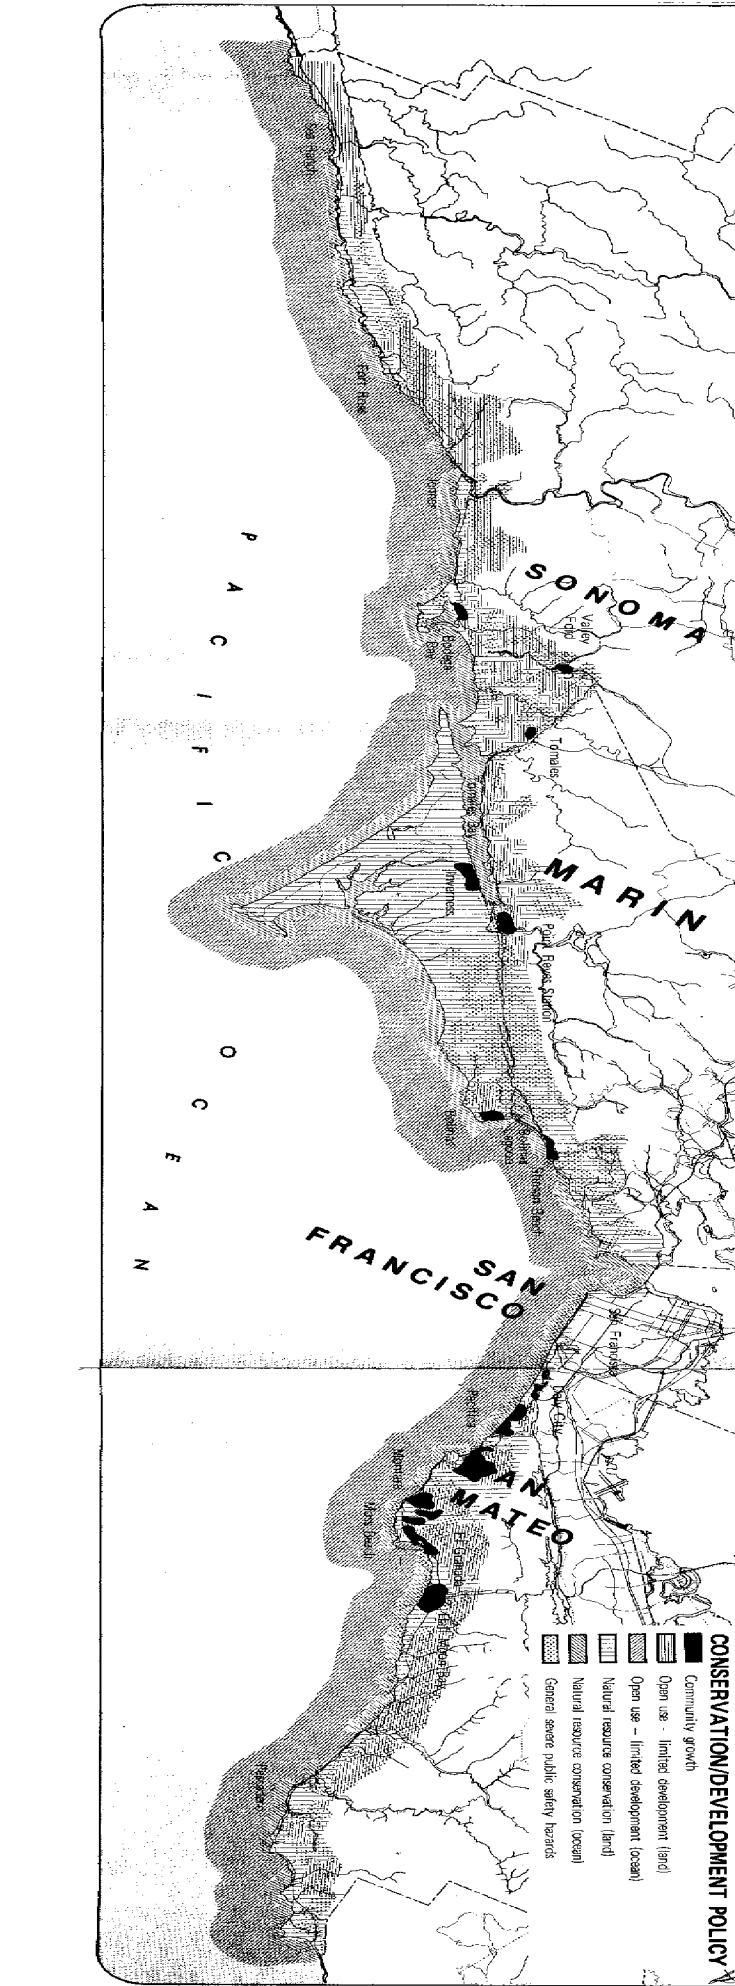 CONSERVATION/DEVELOPMENT POLICY
Community growth
Open use - limited development (land)
Open use – limited development (ocean)
Natural resource conservation (land)
Natural resource conservation (ocean)
General severe public safety hazards
SONOMA
MARIN
SAN
FRANCISCO
SAN
MATEO
PACIFIC
OCEAN
Sea Ranch
Fort Ross
Jenner
Bodega
Bay
Valley
Ford
Tomales
Tomales Bay
Inverness
Point Reyes Station
Bolinas
Bolinas
Lagoon
Stinson Beach
San Francisco
Daly City
Pacifica
Montara
Moss Beach
El Granada
Half Moon Bay
Pescadero